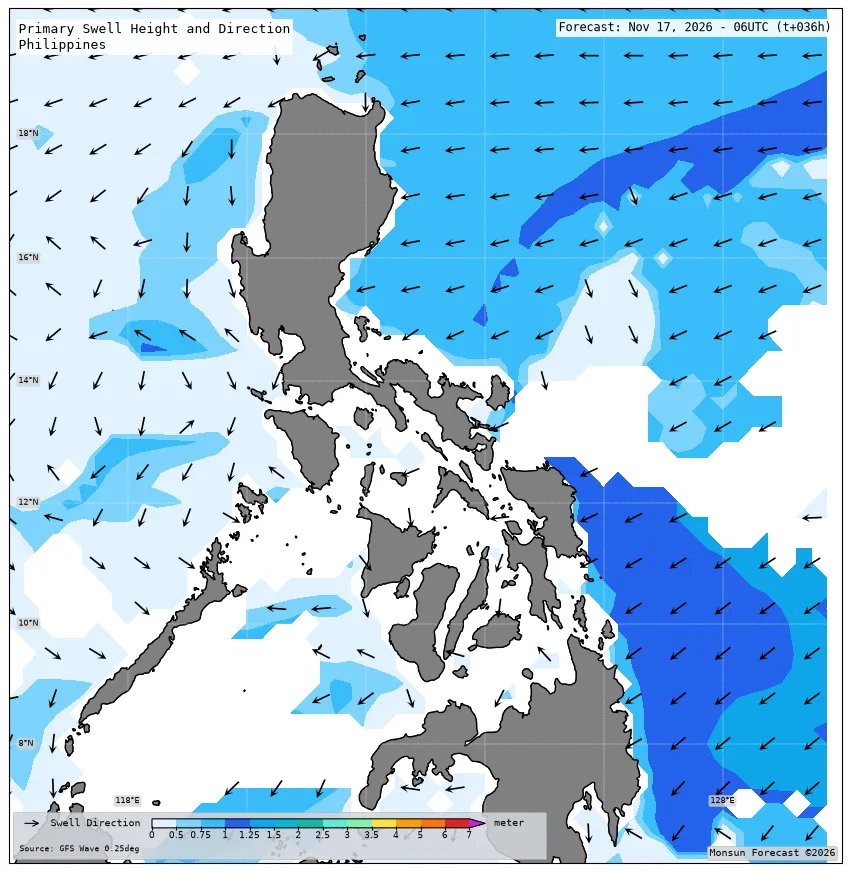 Primary Swell Height and Direction
Philippines
Forecast: Nov 17, 2026 - 06UTC (t+036h)
18°N
16°N
14°N
12°N
10°N
8°N
118°E
128°E
Swell Direction
0 0.5 0.75 1 1.25 1.5 2 2.5 3 3.5 4 5 6 7
meter
Source: GFS Wave 0.25deg
Monsun Forecast ©2026